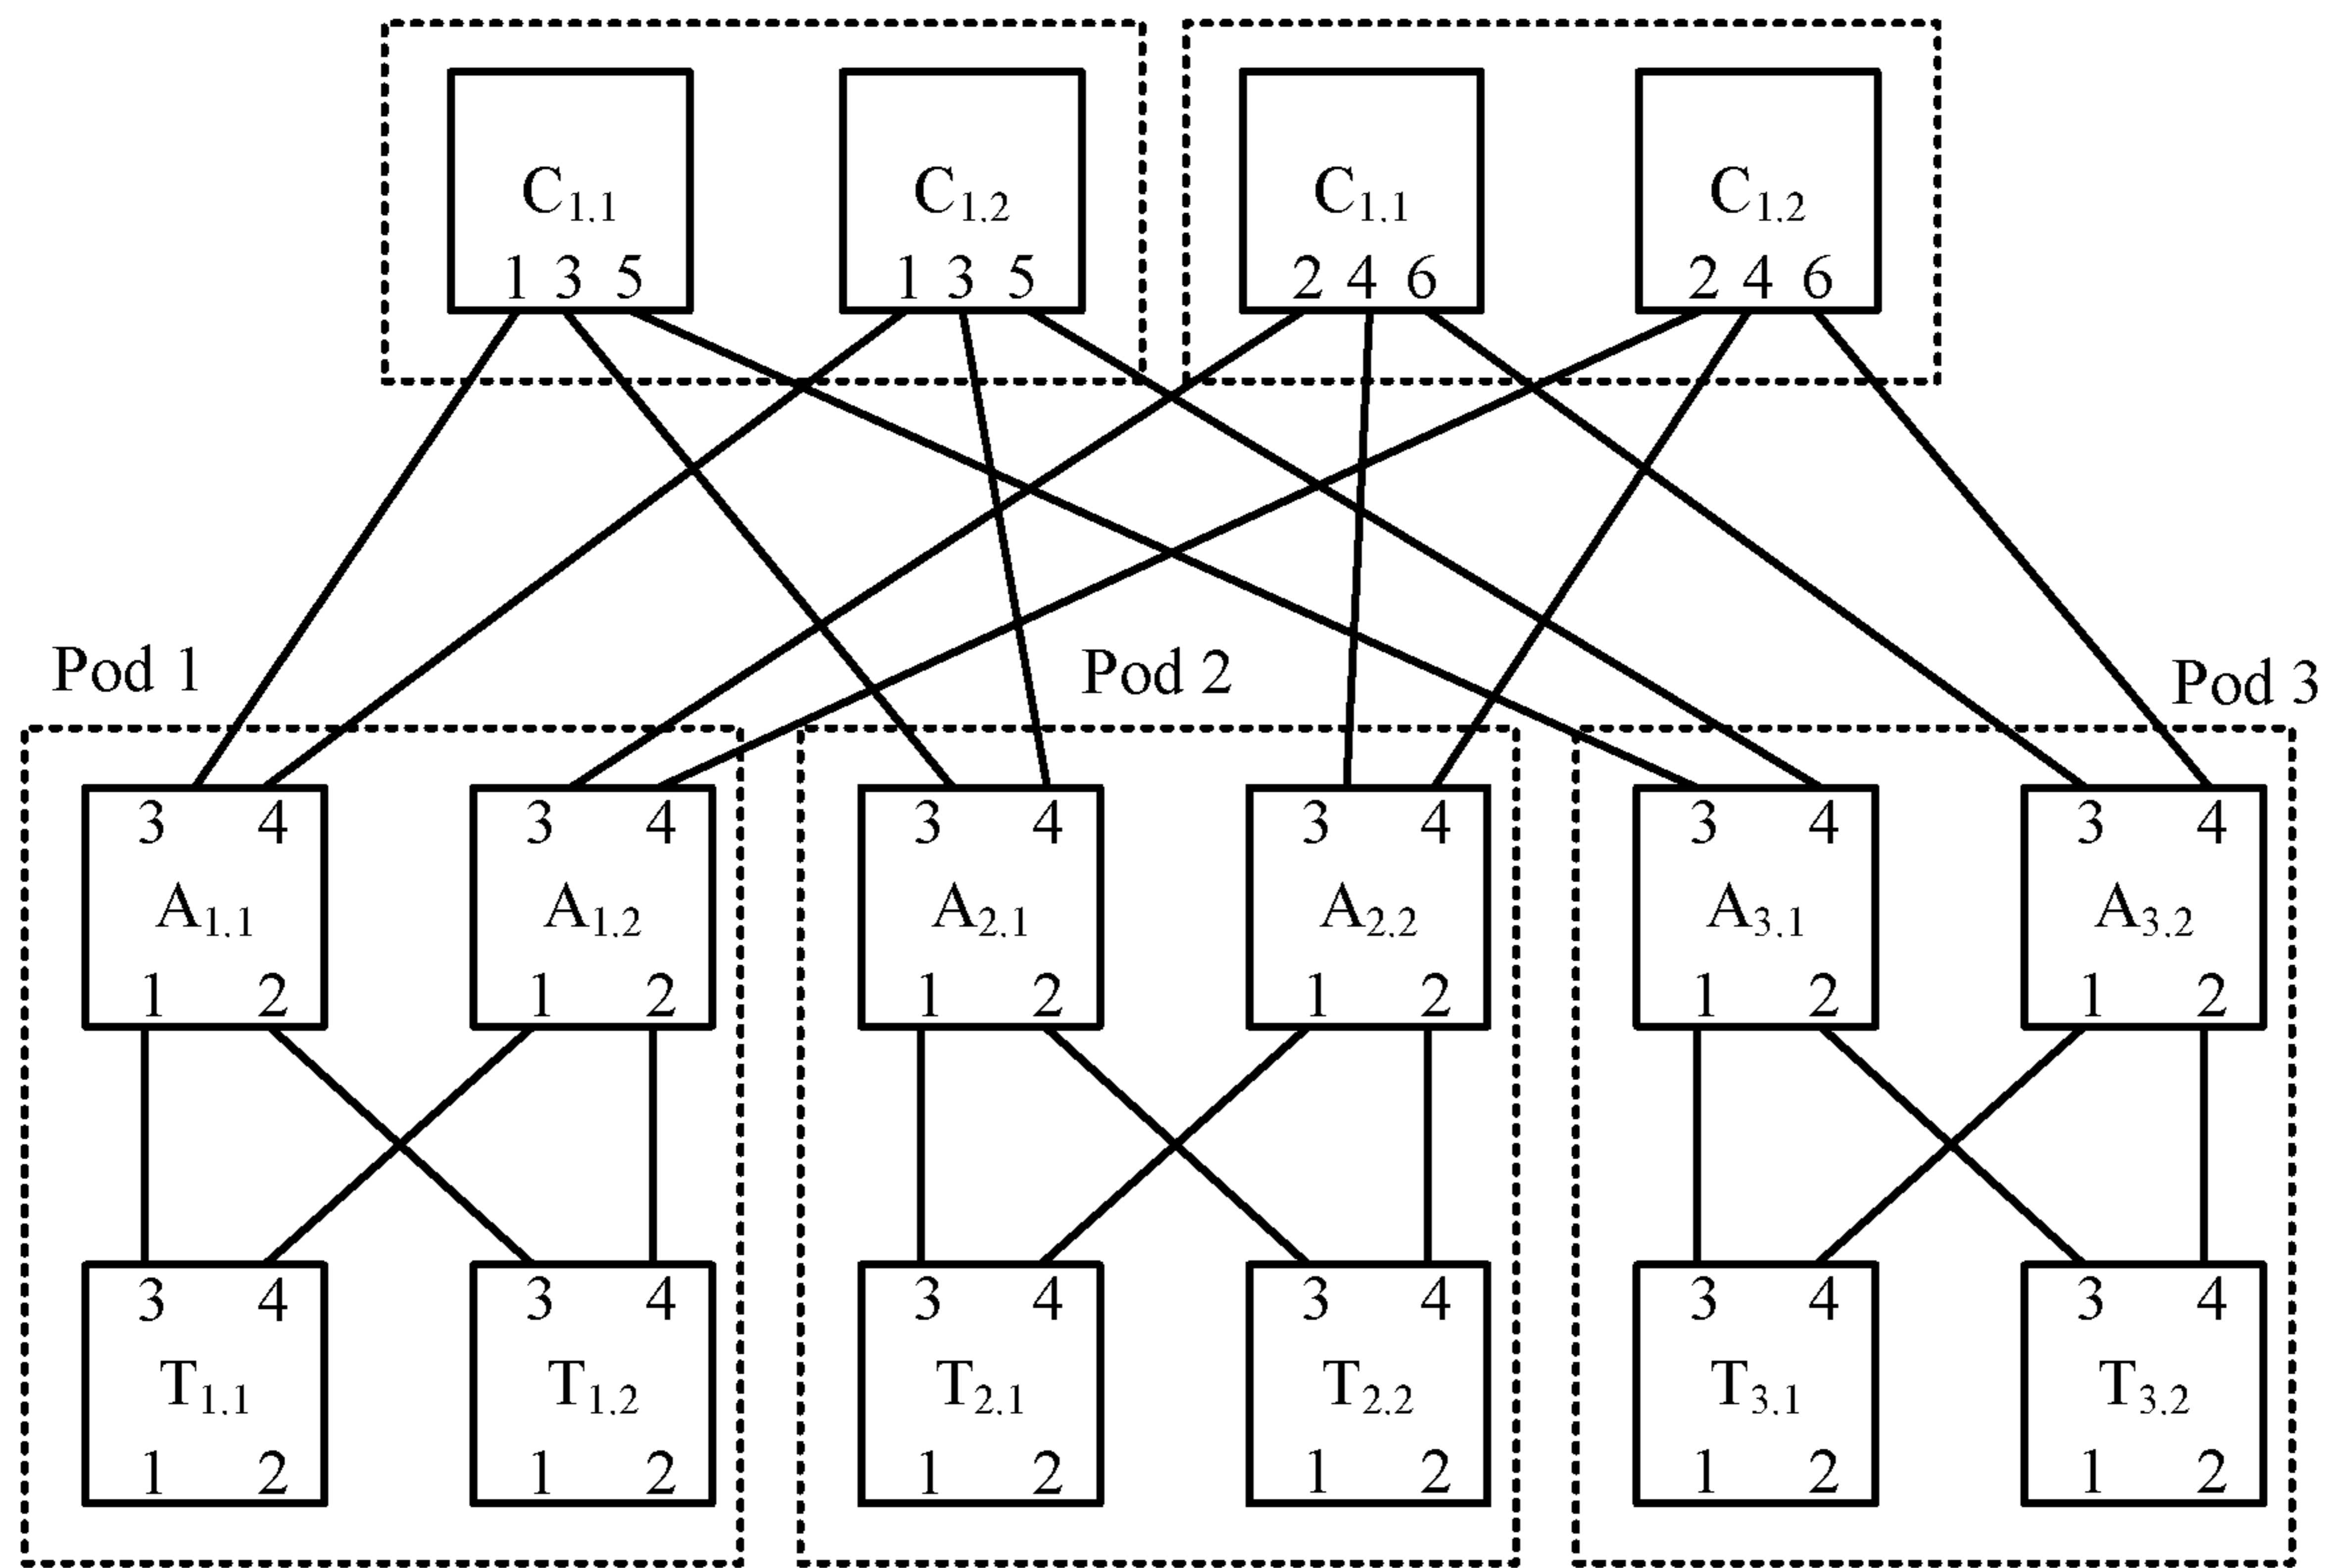 C1,1 C1,2 C1,1 C1,2
1 3 5 1 3 5 2 4 6 2 4 6
Pod 1 Pod 2 Pod 3
3 4 3 4 3 4 3 4 3 4 3 4
A1,1 A1,2 A2,1 A2,2 A3,1 A3,2
1 2 1 2 1 2 1 2 1 2 1 2
3 4 3 4 3 4 3 4 3 4 3 4
T1,1 T1,2 T2,1 T2,2 T3,1 T3,2
1 2 1 2 1 2 1 2 1 2 1 2